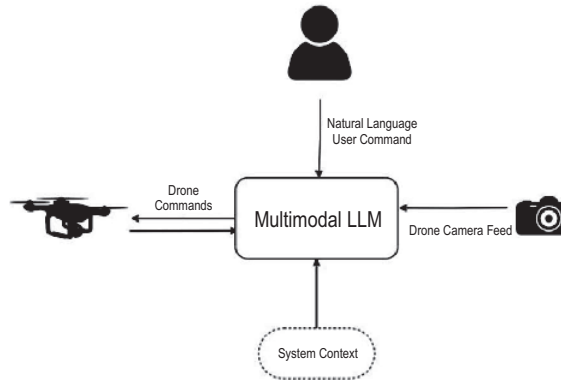 Natural Language
User Command
Drone
Commands
Multimodal LLM
Drone Camera Feed
System Context